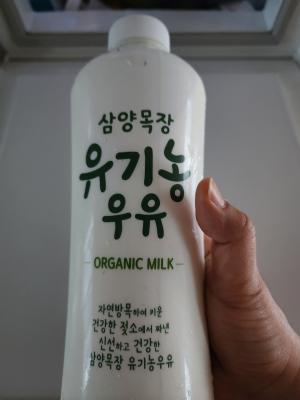 삼양목장
유기농
우유
ORGANIC MILK
자연방목하여 키운
건강한 젖소에서 짜낸
신선하고 건강한
삼양목장 유기농우유